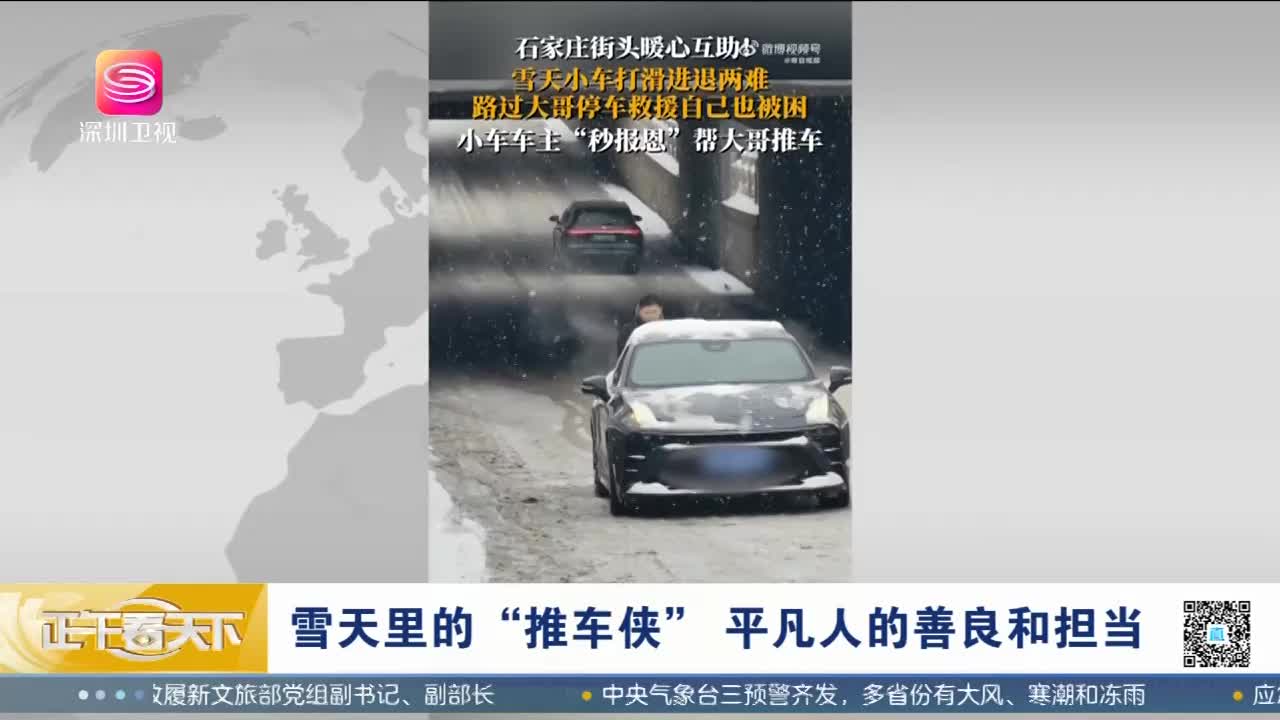 深圳卫视
石家庄街头暖心互助!
微博视频号
雪天小车打滑进退两难
路过大哥停车救援自己也被困
小车车主“秒报恩”帮大哥推车
正午看天下
雪天里的“推车侠” 平凡人的善良和担当
履新文旅部党组副书记、副部长
中央气象台三预警齐发，多省份有大风、寒潮和冻雨